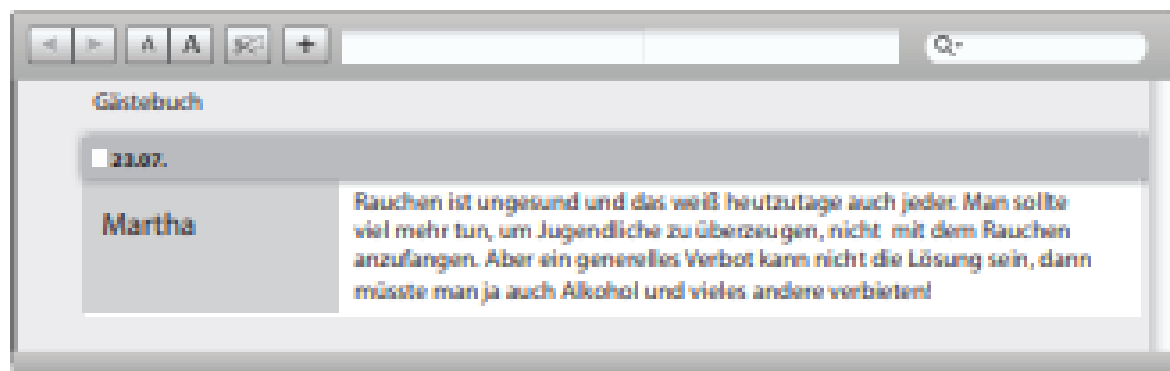 A A
+
Gästebuch
23.07.
Martha
Rauchen ist ungesund und das weiß heutzutage auch jeder. Man sollte
viel mehr tun, um Jugendliche zu überzeugen, nicht mit dem Rauchen
anzufangen. Aber ein generelles Verbot kann nicht die Lösung sein, dann
müsste man ja auch Alkohol und vieles andere verbieten!